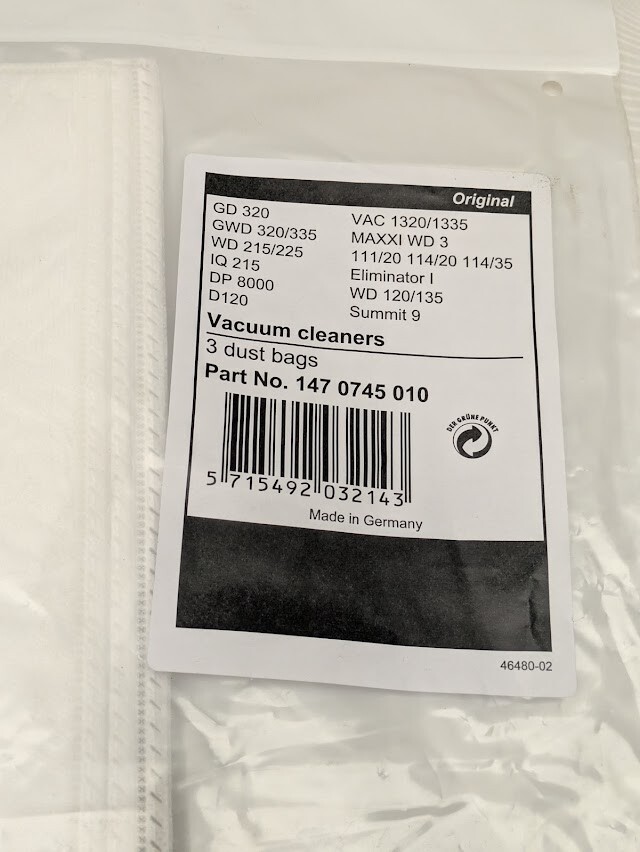 Original
GD 320
GWD 320/335
WD 215/225
IQ 215
DP 8000
D120
VAC 1320/1335
MAXXI WD 3
111/20 114/20 114/35
Eliminator I
WD 120/135
Summit 9
Vacuum cleaners
3 dust bags
Part No. 147 0745 010
DER GRÜNE PUNKT
5 715492 032143
Made in Germany
46480-02